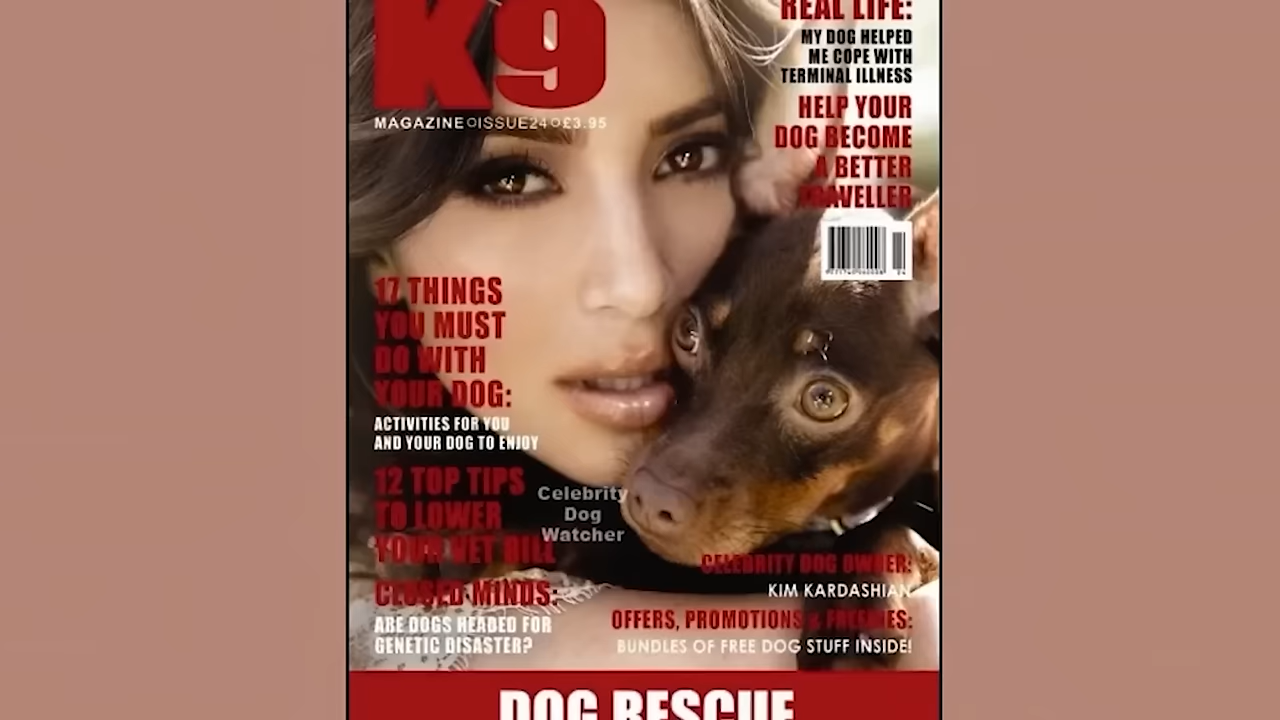 K9
MAGAZINE○ISSUE24○£3.95
REAL LIFE:
MY DOG HELPED
ME COPE WITH
TERMINAL ILLNESS
HELP YOUR
DOG BECOME
A BETTER
TRAVELLER
17 THINGS
YOU MUST
DO WITH
YOUR DOG:
ACTIVITIES FOR YOU
AND YOUR DOG TO ENJOY
12 TOP TIPS
TO LOWER
YOUR VET BILL
Celebrity
Dog
Watcher
CLOSED MINDS:
ARE DOGS HEADED FOR
GENETIC DISASTER?
CELEBRITY DOG OWNER:
KIM KARDASHIAN
OFFERS, PROMOTIONS & FREEBIES:
BUNDLES OF FREE DOG STUFF INSIDE!
DOG RESCUE